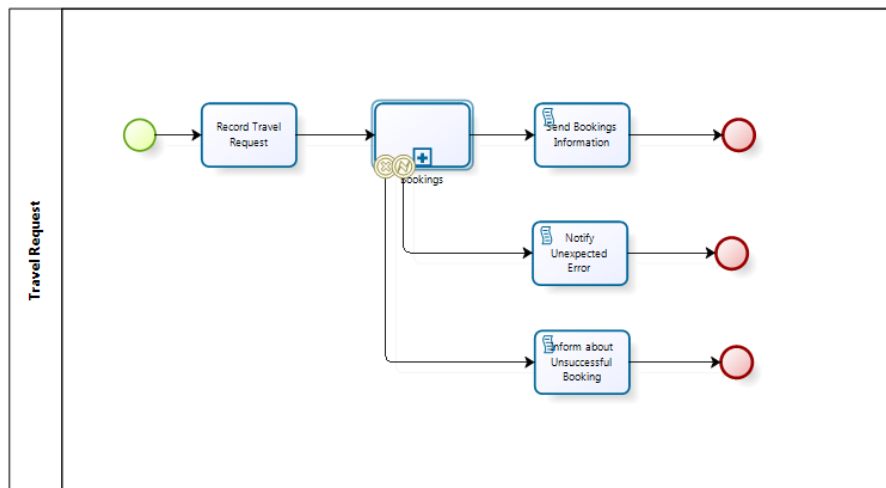 Travel Request
Record Travel
Request
Bookings
Send Bookings
Information
Notify
Unexpected
Error
Inform about
Unsuccessful
Booking